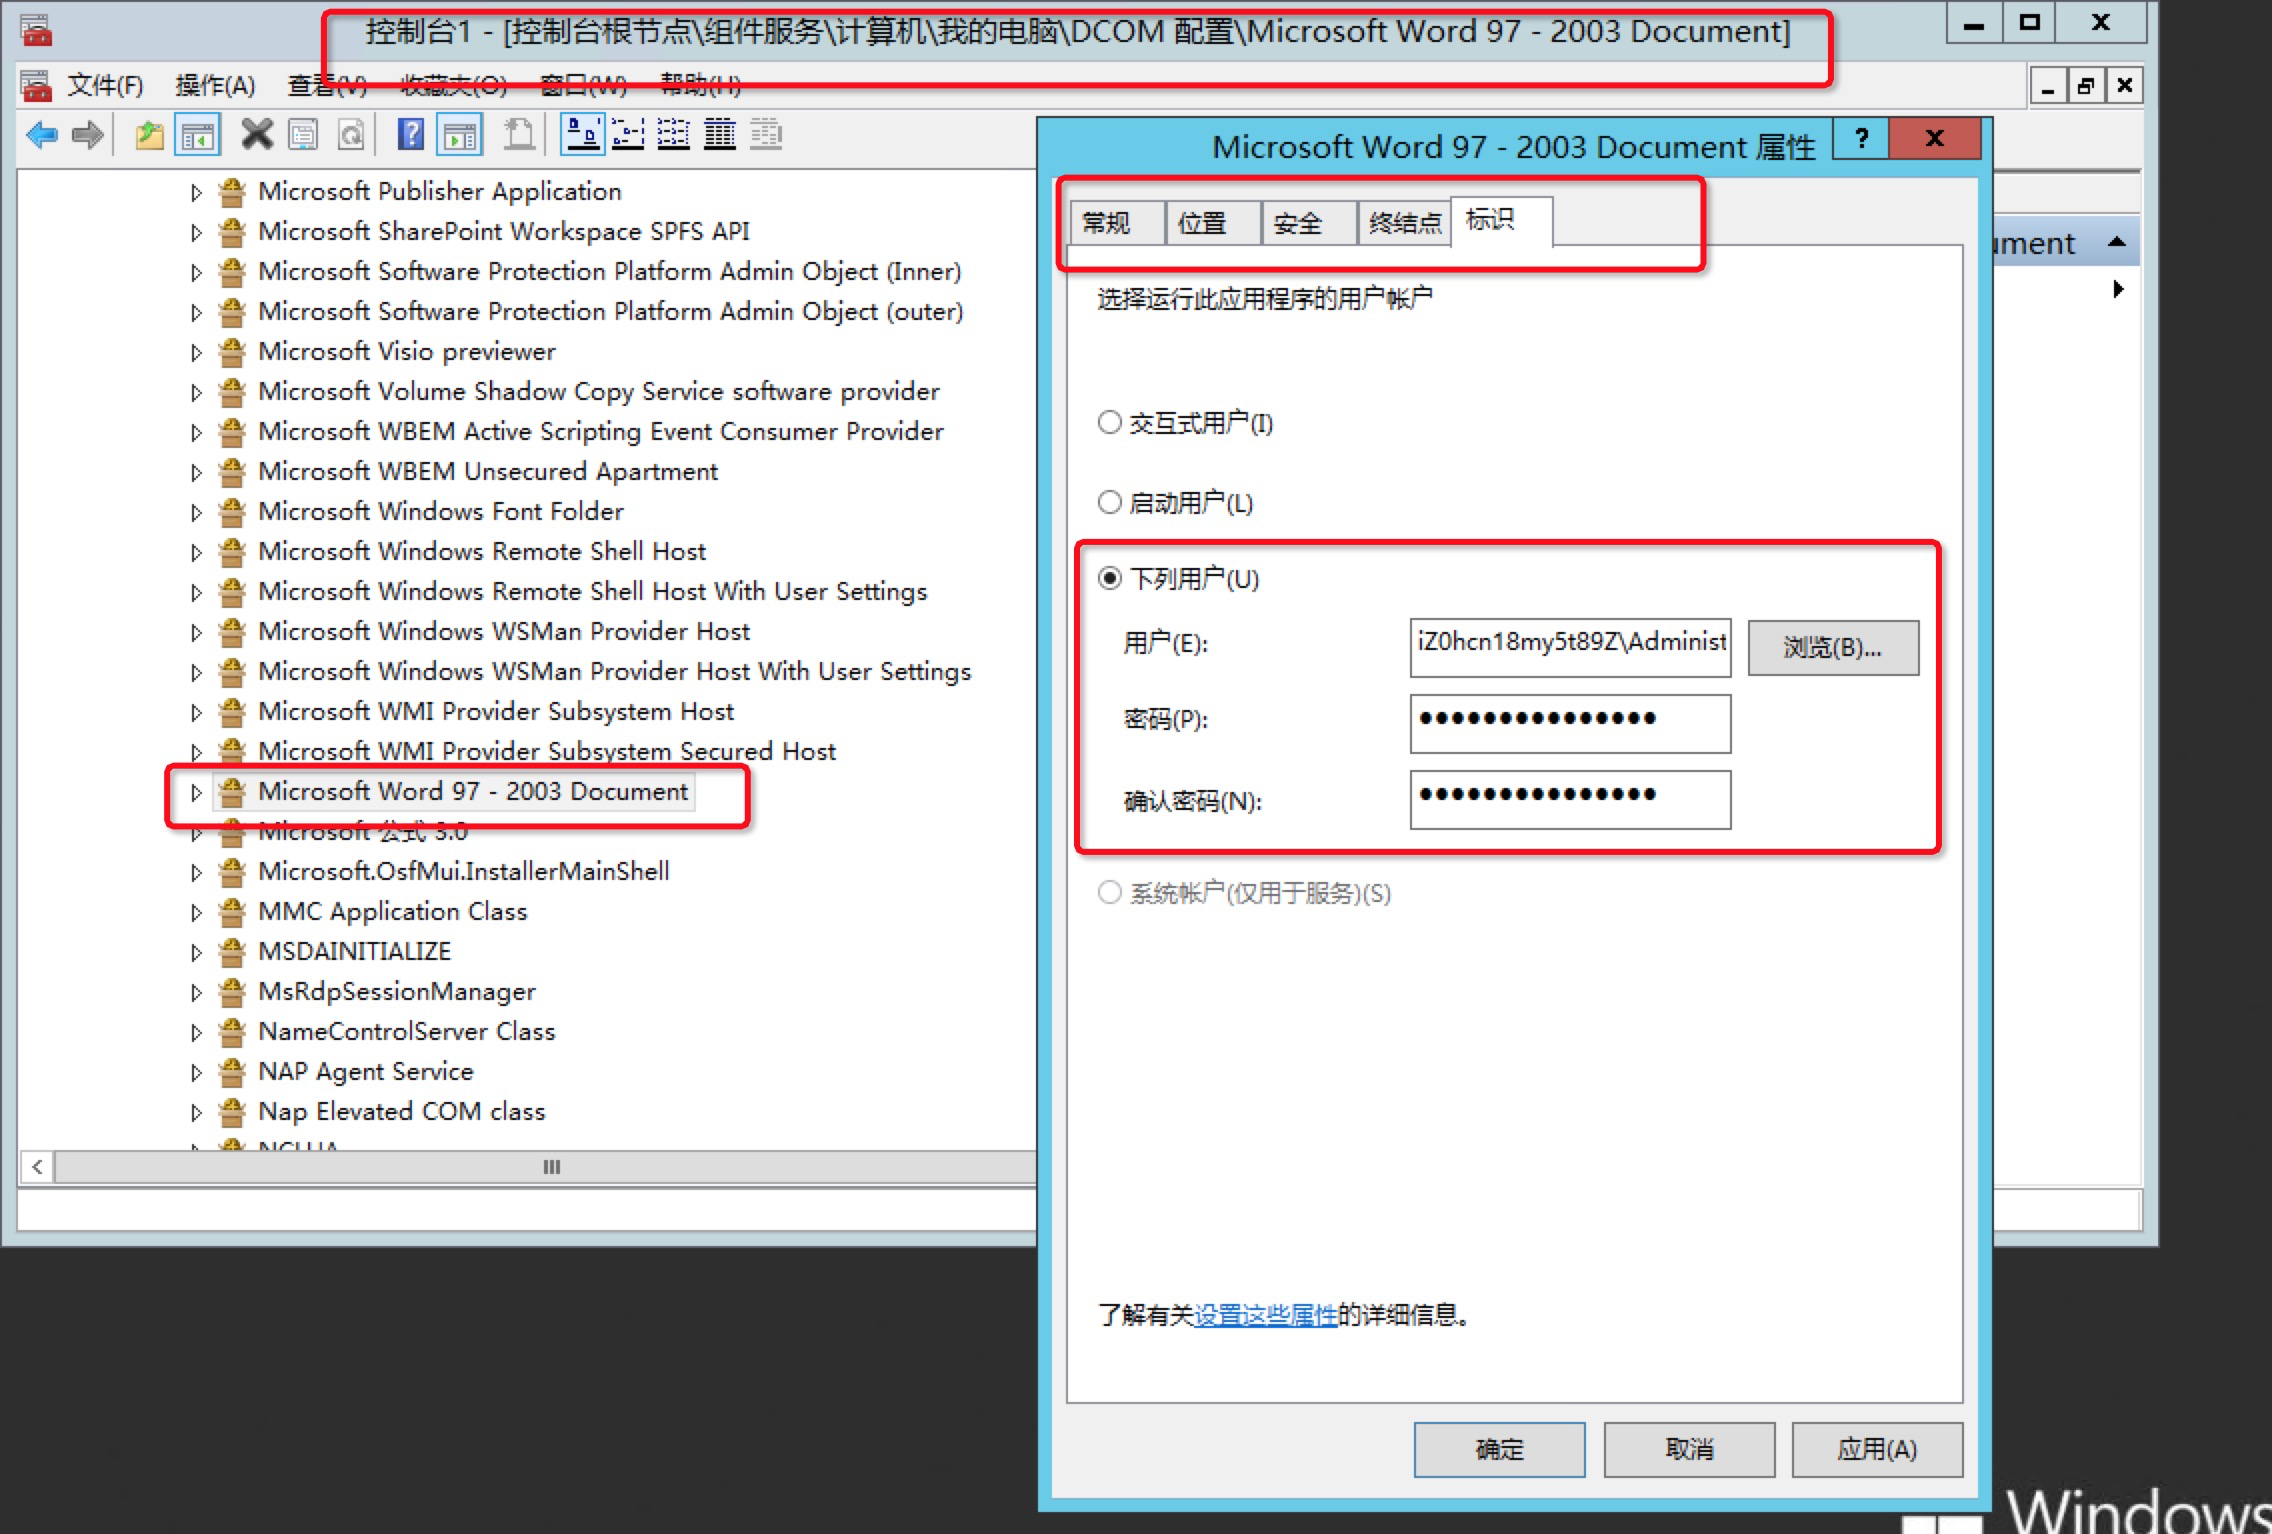 控制台1 - [控制台根节点\组件服务\计算机\我的电脑\DCOM 配置\Microsoft Word 97 - 2003 Document]
文件(F) 操作(A) 查看(V) 收藏夹(O) 窗口(W) 帮助(H)
Microsoft Publisher Application
Microsoft SharePoint Workspace SPFS API
Microsoft Software Protection Platform Admin Object (Inner)
Microsoft Software Protection Platform Admin Object (outer)
Microsoft Visio previewer
Microsoft Volume Shadow Copy Service software provider
Microsoft WBEM Active Scripting Event Consumer Provider
Microsoft WBEM Unsecured Apartment
Microsoft Windows Font Folder
Microsoft Windows Remote Shell Host
Microsoft Windows Remote Shell Host With User Settings
Microsoft Windows WSMan Provider Host
Microsoft Windows WSMan Provider Host With User Settings
Microsoft WMI Provider Subsystem Host
Microsoft WMI Provider Subsystem Secured Host
Microsoft Word 97 - 2003 Document
Microsoft 公式 3.0
Microsoft.OsfMui.InstallerMainShell
MMC Application Class
MSDAINITIALIZE
MsRdpSessionManager
NameControlServer Class
NAP Agent Service
Nap Elevated COM class
ument
Microsoft Word 97 - 2003 Document 属性
常规 位置 安全 终结点 标识
选择运行此应用程序的用户帐户
交互式用户(I)
启动用户(L)
下列用户(U)
用户(E): iZ0hcn18my5t89Z\Administ 浏览(B)...
密码(P): ●●●●●●●●●●●●●●●
确认密码(N): ●●●●●●●●●●●●●●●
系统帐户(仅用于服务)(S)
了解有关设置这些属性的详细信息。
确定 取消 应用(A)
Windows